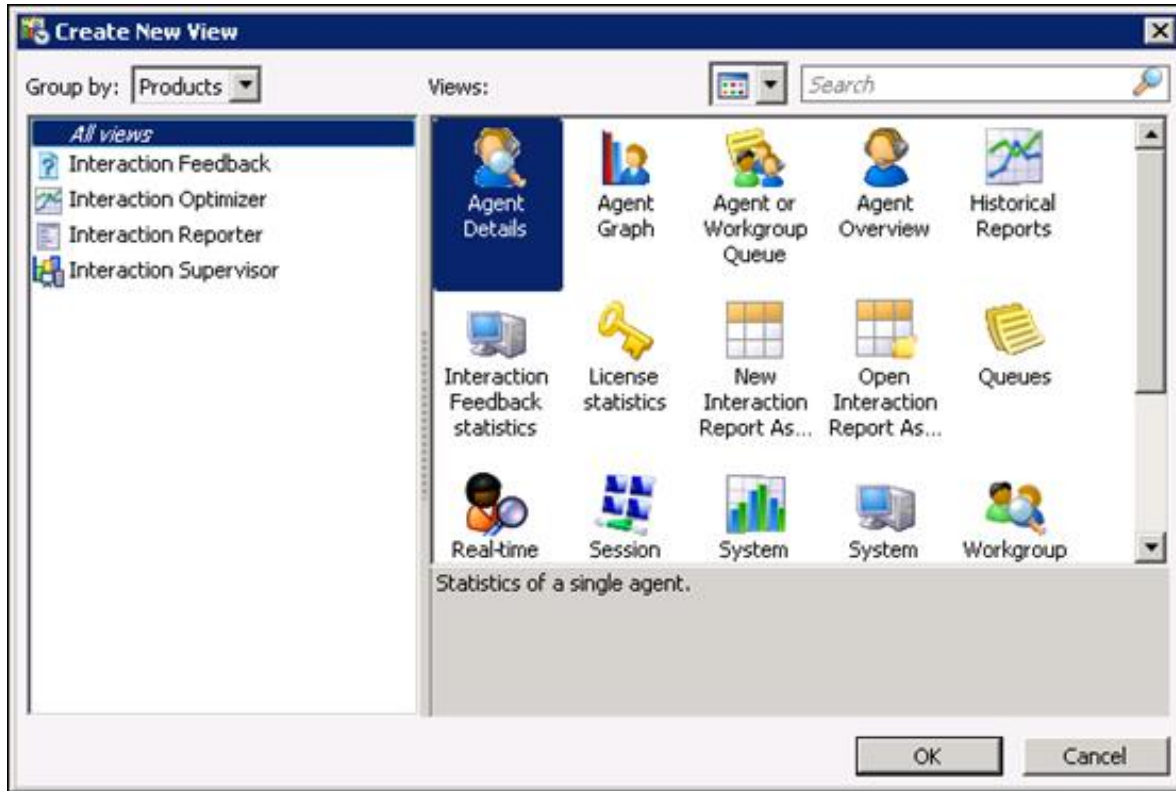 Create New View
Group by: Products
Views:
Search
All views
Interaction Feedback
Interaction Optimizer
Interaction Reporter
Interaction Supervisor
Agent
Details
Agent
Graph
Agent or
Workgroup
Queue
Agent
Overview
Historical
Reports
Interaction
Feedback
statistics
License
statistics
New
Interaction
Report As...
Open
Interaction
Report As...
Queues
Real-time
Session
System
System
Workgroup
Statistics of a single agent.
OK
Cancel